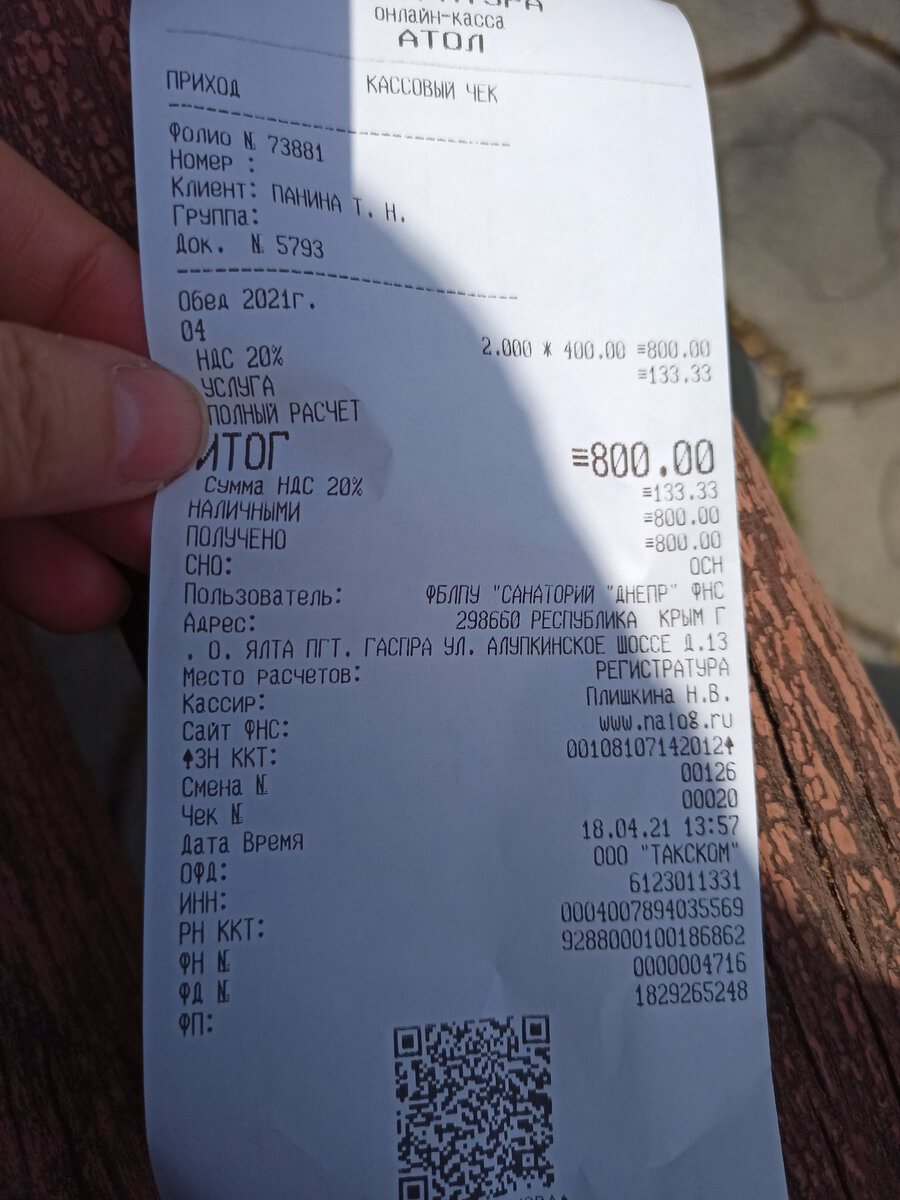 онлайн-касса
АТОЛ
ПРИХОД КАССОВЫЙ ЧЕК
Фолио № 73881
Номер :
Клиент: ПАНИНА Т. Н.
Группа:
Док. № 5793
Обед 2021г.
04
2.000 * 400.00 ≡800.00
НДС 20% ≡133.33
УСЛУГА
ПОЛНЫЙ РАСЧЕТ
ИТОГ ≡800.00
Сумма НДС 20% ≡133.33
НАЛИЧНЫМИ ≡800.00
ПОЛУЧЕНО ≡800.00
СНО: ОСН
Пользователь: ФБЛПУ "САНАТОРИЙ "ДНЕПР" ФНС
Адрес: 298660 РЕСПУБЛИКА КРЫМ Г
. О. ЯЛТА ПГТ. ГАСПРА УЛ. АЛУПКИНСКОЕ ШОССЕ Д.13
Место расчетов: РЕГИСТРАТУРА
Кассир: Плишкина Н.В.
Сайт ФНС: www.nalog.ru
ЗН ККТ: 00108107142012
Смена № 00126
Чек № 00020
Дата Время 18.04.21 13:57
ОФД: ООО "ТАКСКОМ"
ИНН: 6123011331
РН ККТ: 0004007894035569
ФН № 9288000100186862
ФД № 0000004716
ФП: 1829265248